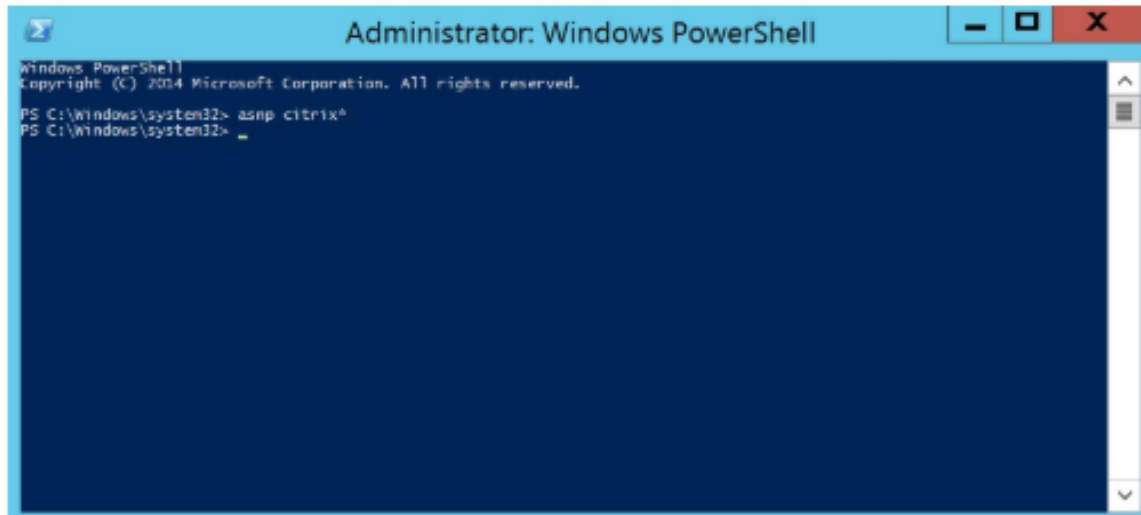 Administrator: Windows PowerShell
Windows PowerShell
Copyright (C) 2014 Microsoft Corporation. All rights reserved.
PS C:\Windows\system32> asnp citrix*
PS C:\Windows\system32> _